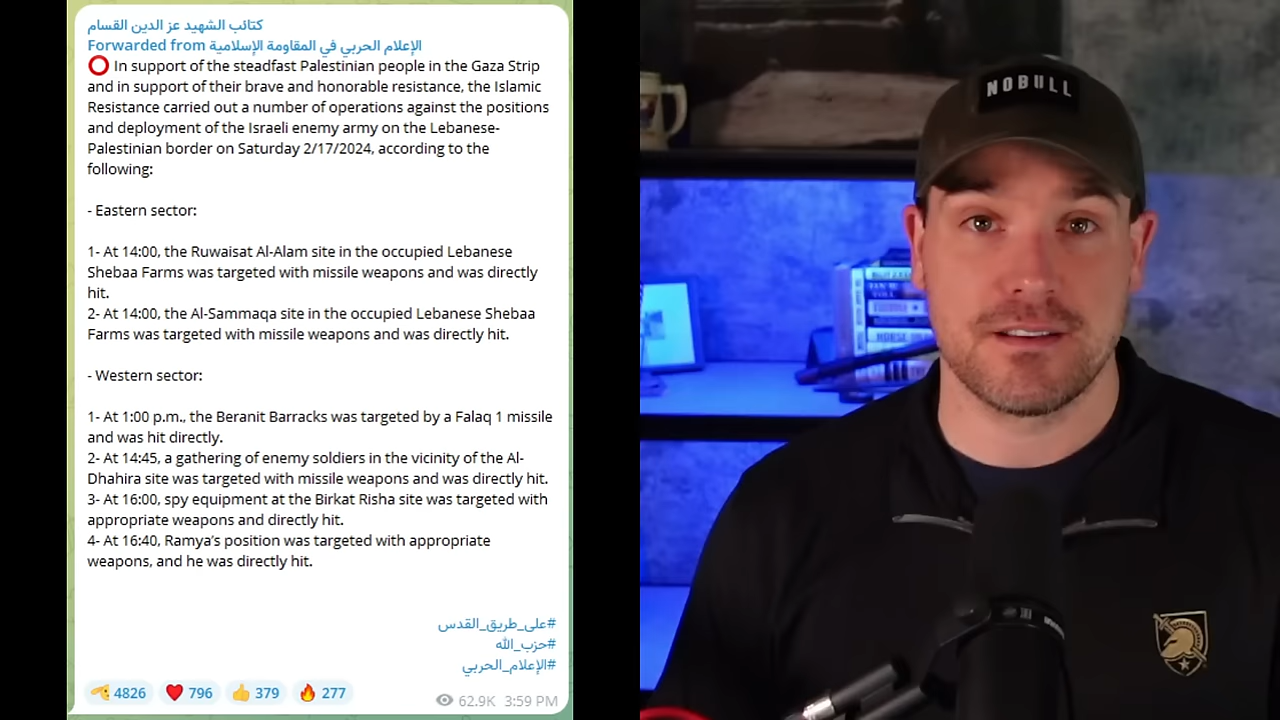 كتائب الشهيد عز الدين القسام
Forwarded from الإعلام الحربي في المقاومة الإسلامية
⭕ In support of the steadfast Palestinian people in the Gaza Strip
and in support of their brave and honorable resistance, the Islamic
Resistance carried out a number of operations against the positions
and deployment of the Israeli enemy army on the Lebanese-
Palestinian border on Saturday 2/17/2024, according to the
following:
- Eastern sector:
1- At 14:00, the Ruwaisat Al-Alam site in the occupied Lebanese
Shebaa Farms was targeted with missile weapons and was directly
hit.
2- At 14:00, the Al-Sammaqa site in the occupied Lebanese Shebaa
Farms was targeted with missile weapons and was directly hit.
- Western sector:
1- At 1:00 p.m., the Beranit Barracks was targeted by a Falaq 1 missile
and was hit directly.
2- At 14:45, a gathering of enemy soldiers in the vicinity of the Al-
Dhahira site was targeted with missile weapons and was directly hit.
3- At 16:00, spy equipment at the Birkat Risha site was targeted with
appropriate weapons and directly hit.
4- At 16:40, Ramya's position was targeted with appropriate
weapons, and he was directly hit.
#على_طريق_القدس
#حزب_الله
#الإعلام_الحربي
4826 796 379 277
62.9K 3:59 PM
NOBULL